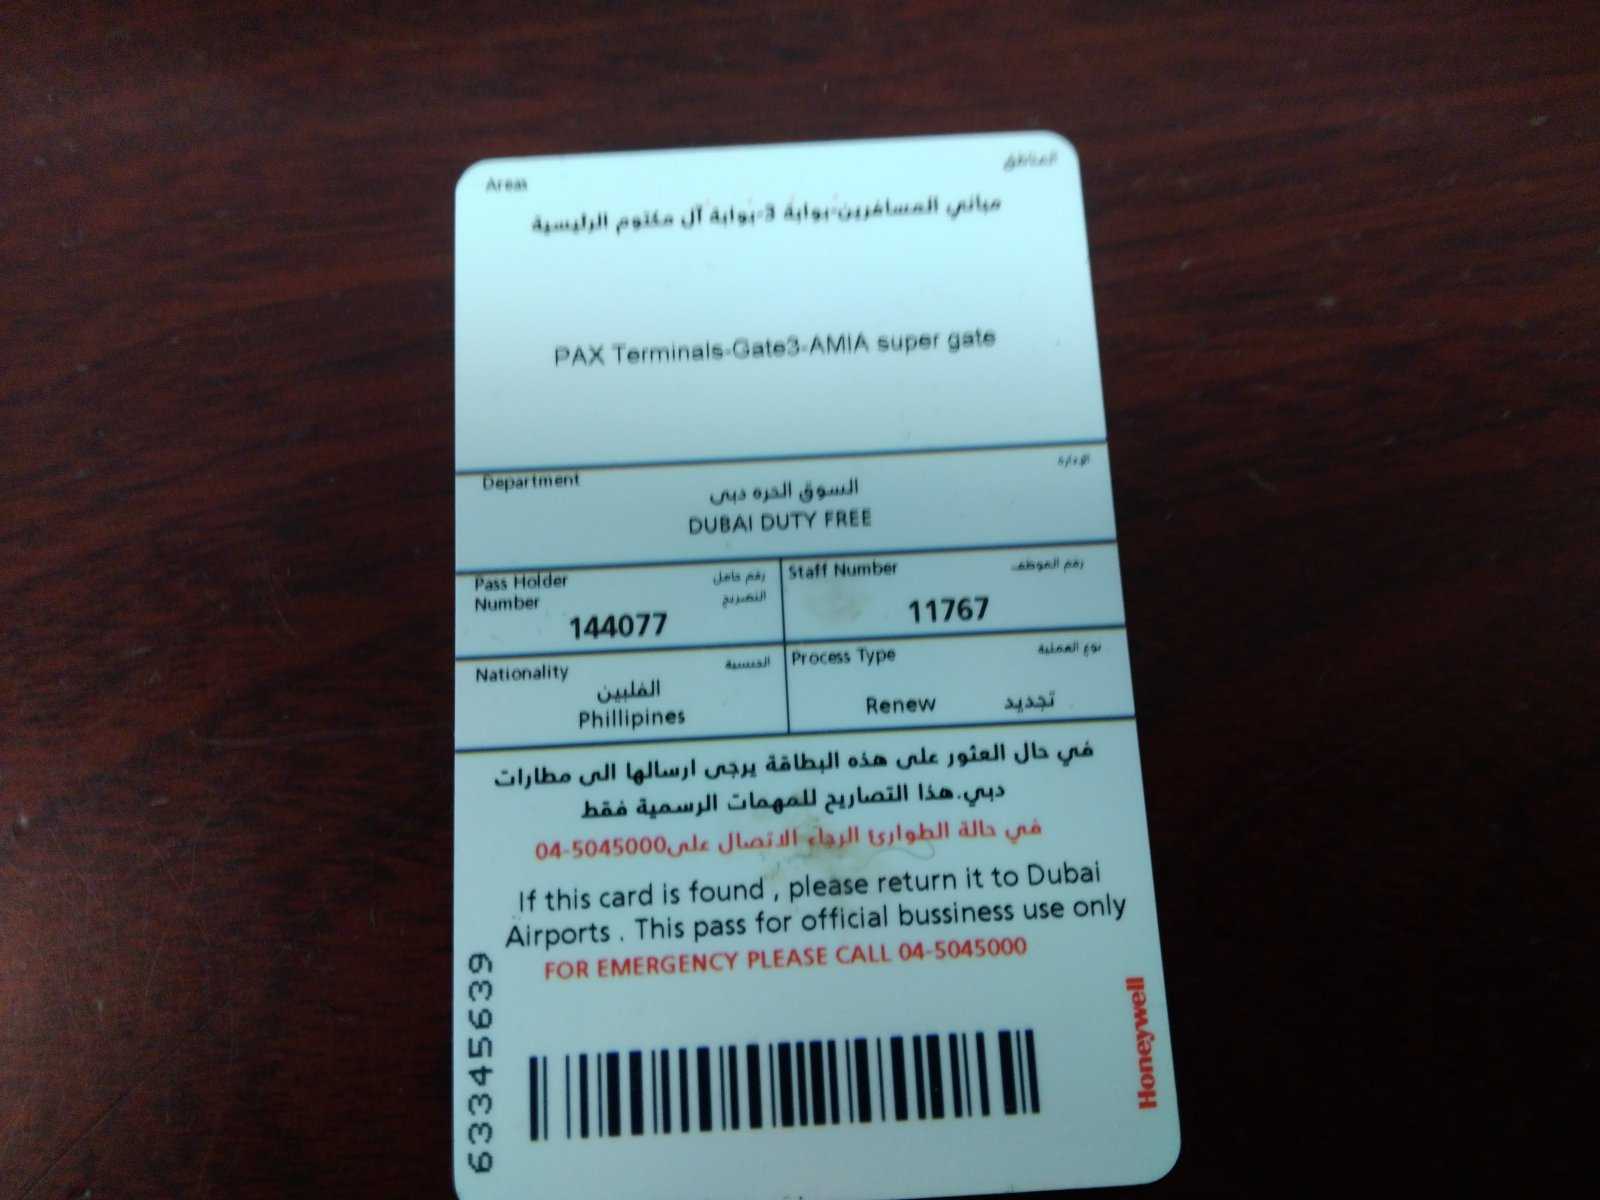 Areas المناطق
مباني المسافرين-بوابة 3-بوابة آل مكتوم الرئيسية
PAX Terminals-Gate3-AMIA super gate
Department الإدارة
السوق الحره دبى
DUBAI DUTY FREE
Pass Holder رقم حامل
Number التصريح
144077
Staff Number رقم الموظف
11767
Nationality الجنسية
الفلبين
Phillipines
Process Type نوع العملية
Renew تجديد
في حال العثور على هذه البطاقة يرجى ارسالها الى مطارات
دبي.هذا التصاريح للمهمات الرسمية فقط
في حالة الطوارئ الرجاء الاتصال على04-5045000
If this card is found , please return it to Dubai
Airports . This pass for official bussiness use only
FOR EMERGENCY PLEASE CALL 04-5045000
63345639
Honeywell